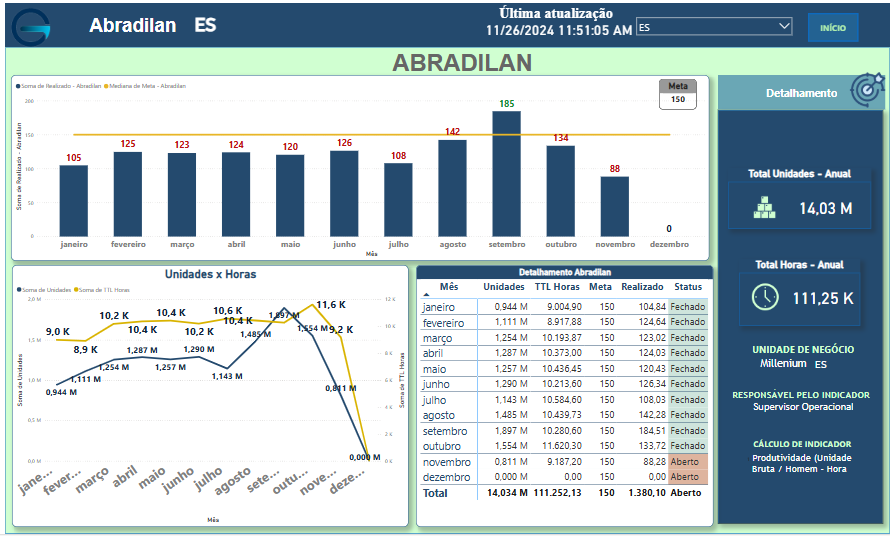 Abradilan ES
Última atualização
11/26/2024 11:51:05 AM
ES
INÍCIO
ABRADILAN
Soma de Realizado - Abradilan Mediana de Meta - Abradilan
Meta
150
Soma de Realizado - Abradilan
200
150
100
50
0
105
125
123
124
120
126
108
142
185
134
88
0
janeiro fevereiro março abril maio junho julho agosto setembro outubro novembro dezembro
Mês
Detalhamento
Total Unidades - Anual
14,03 M
Total Horas - Anual
111,25 K
UNIDADE DE NEGÓCIO
Millenium ES
RESPONSÁVEL PELO INDICADOR
Supervisor Operacional
CÁLCULO DE INDICADOR
Produtividade (Unidade
Bruta / Homem - Hora
Unidades x Horas
Soma de Unidades Soma de TTL Horas
Soma de Unidades
2,0 M
1,5 M
1,0 M
0,5 M
0,0 M
Soma de TTL Horas
12 K
10 K
8 K
6 K
4 K
2 K
0 K
9,0 K
8,9 K
10,2 K
10,4 K
10,4 K
10,2 K
10,6 K
10,4 K
11,6 K
9,2 K
0,944 M
1,111 M
1,254 M
1,287 M
1,257 M
1,290 M
1,143 M
1,485 M
1,897 M
1,554 M
0,811 M
0,000 M
jane... fever... março abril maio junho julho agosto sete... outu... nove... deze...
Mês
Detalhamento Abradilan
Mês Unidades TTL Horas Meta Realizado Status
janeiro 0,944 M 9.004,90 150 104,84 Fechado
fevereiro 1,111 M 8.917,88 150 124,64 Fechado
março 1,254 M 10.193,87 150 123,02 Fechado
abril 1,287 M 10.373,00 150 124,03 Fechado
maio 1,257 M 10.436,45 150 120,43 Fechado
junho 1,290 M 10.213,60 150 126,34 Fechado
julho 1,143 M 10.584,60 150 108,03 Fechado
agosto 1,485 M 10.439,73 150 142,28 Fechado
setembro 1,897 M 10.280,60 150 184,51 Fechado
outubro 1,554 M 11.620,30 150 133,72 Fechado
novembro 0,811 M 9.187,20 150 88,28 Aberto
dezembro 0,000 M 0,00 150 0,00 Aberto
Total 14,034 M 111.252,13 150 1.380,10 Aberto